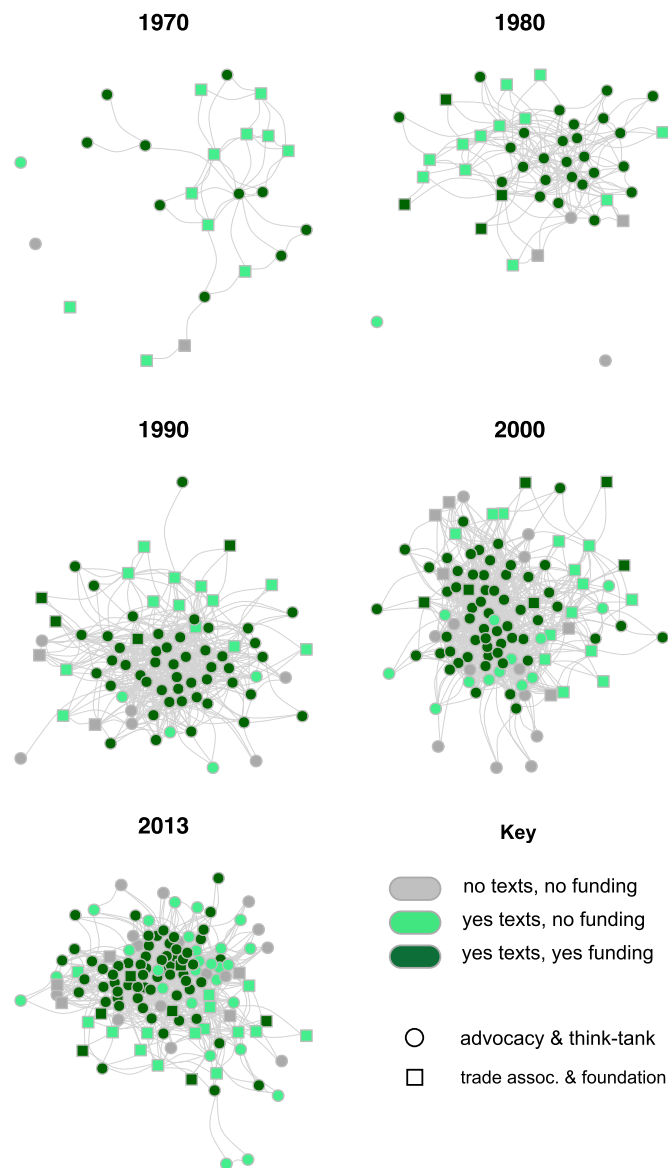 1970
1980
1990
2000
2013
Key
no texts, no funding
yes texts, no funding
yes texts, yes funding
advocacy & think-tank
trade assoc. & foundation